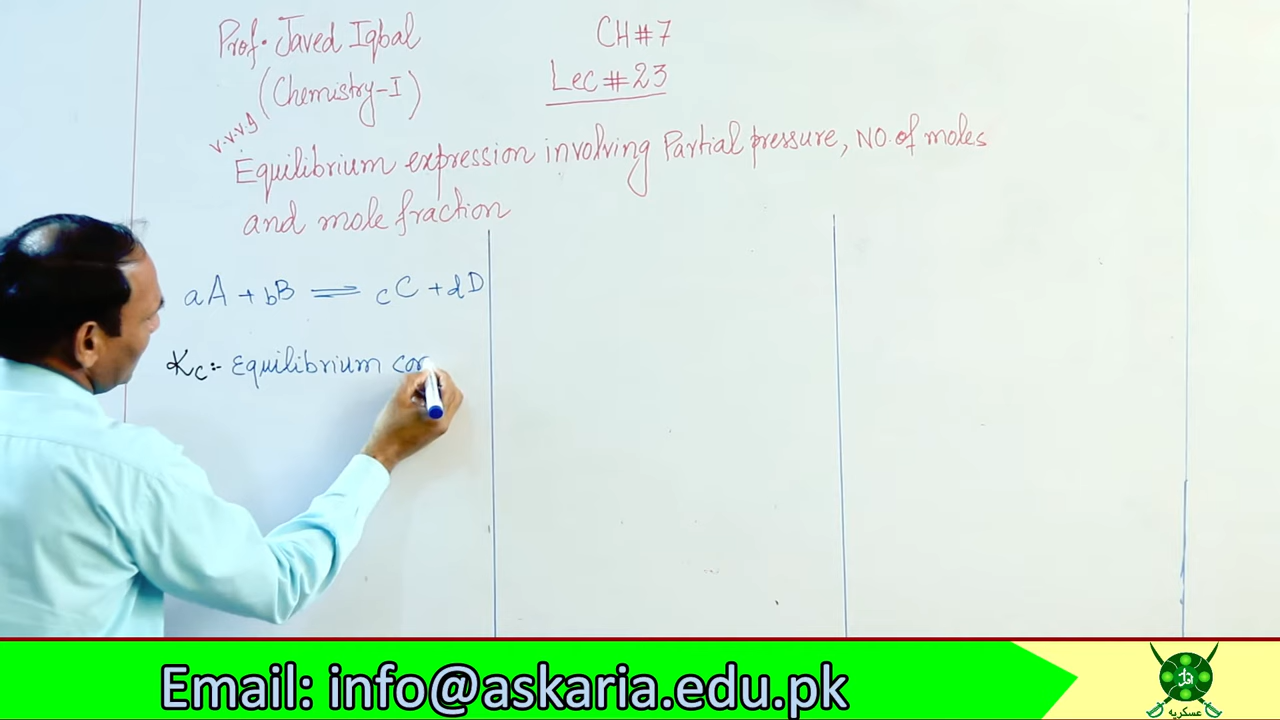 Prof. Javed Iqbal
(Chemistry-I)
CH#7
Lec#23
Equilibrium expression involving Partial pressure, NO. of moles
and mole fraction
aA + bB ⇌ cC + dD
Kc:- Equilibrium con
Email: info@askaria.edu.pk
عسکریہ